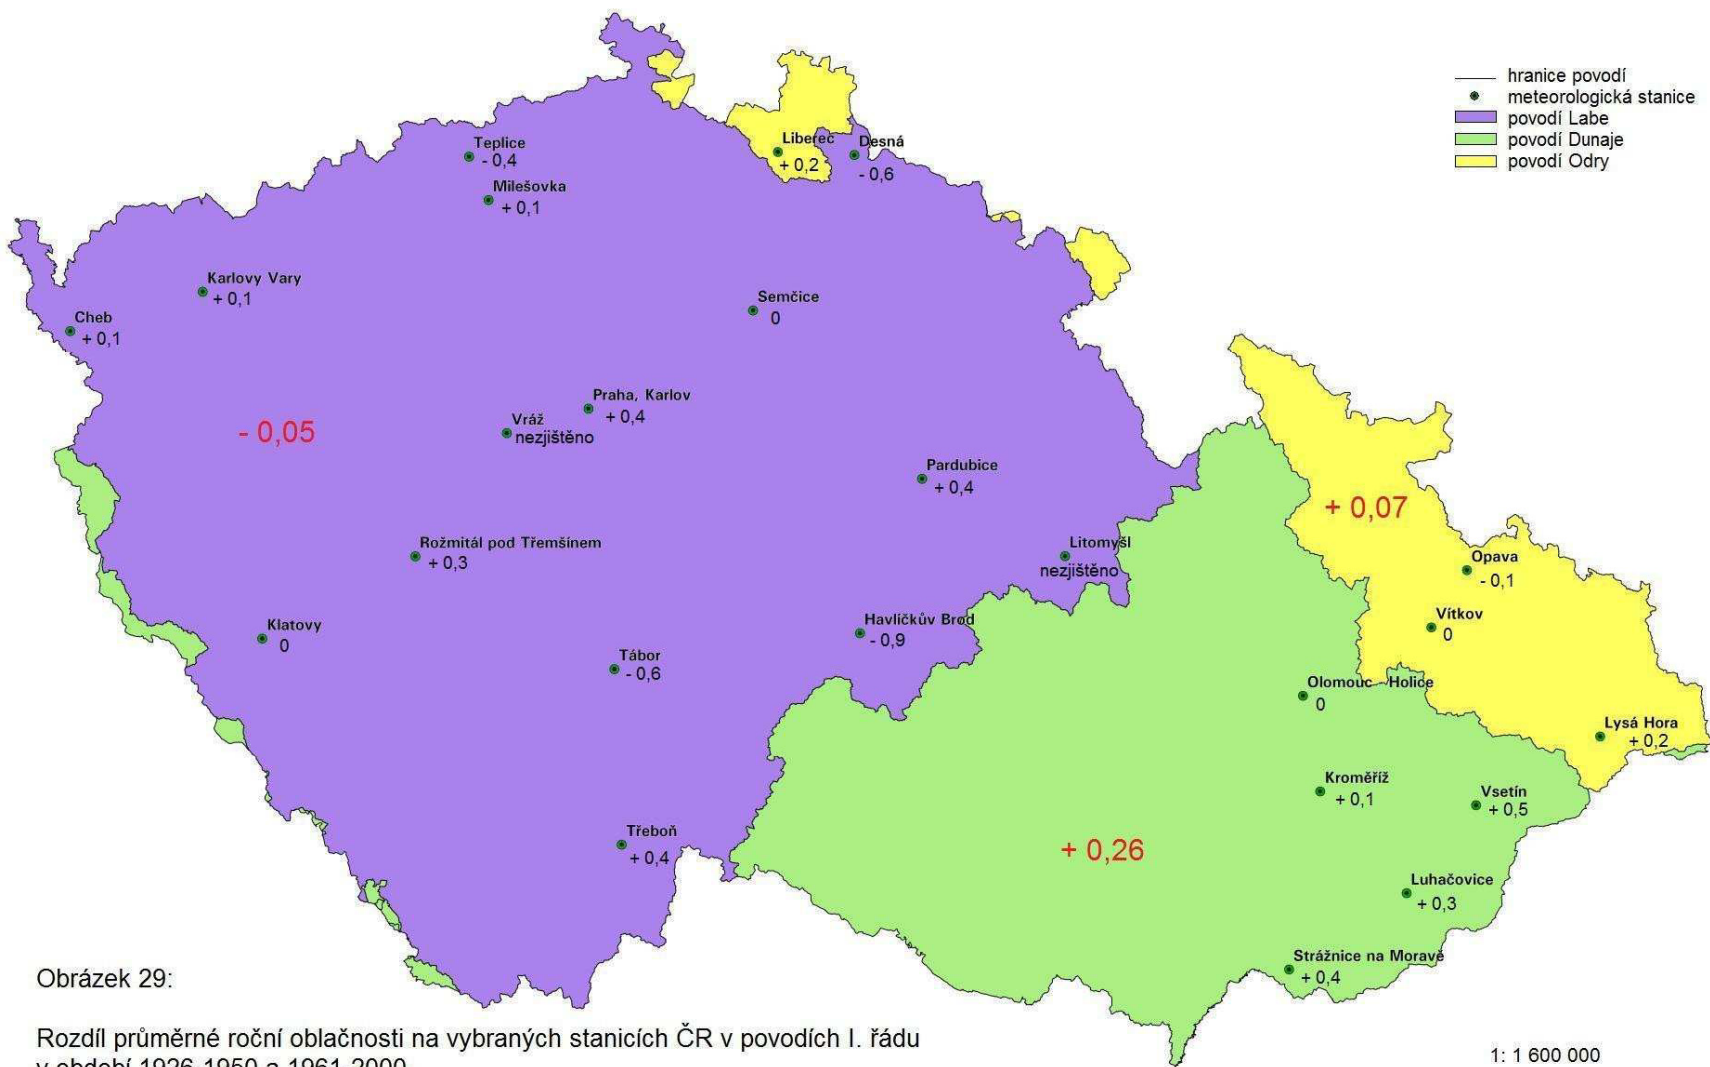 hranice povodí
meteorologická stanice
povodí Labe
povodí Dunaje
povodí Odry
Teplice
- 0,4
Milešovka
+ 0,1
Liberec
+ 0,2
Desná
- 0,6
Karlovy Vary
+ 0,1
Cheb
+ 0,1
Semčice
0
Praha, Karlov
+ 0,4
Vráž
nezjištěno
- 0,05
Pardubice
+ 0,4
+ 0,07
Rožmitál pod Třemšínem
+ 0,3
Litomyšl
nezjištěno
Opava
- 0,1
Vítkov
0
Klatovy
0
Havlíčkův Brod
- 0,9
Tábor
- 0,6
Olomouc - Holice
0
Lysá Hora
+ 0,2
Kroměříž
+ 0,1
Vsetín
+ 0,5
Třeboň
+ 0,4
+ 0,26
Luhačovice
+ 0,3
Strážnice na Moravě
+ 0,4
Obrázek 29:
Rozdíl průměrné roční oblačnosti na vybraných stanicích ČR v povodích I. řádu
v období 1926-1950 a 1961-2000
1: 1 600 000